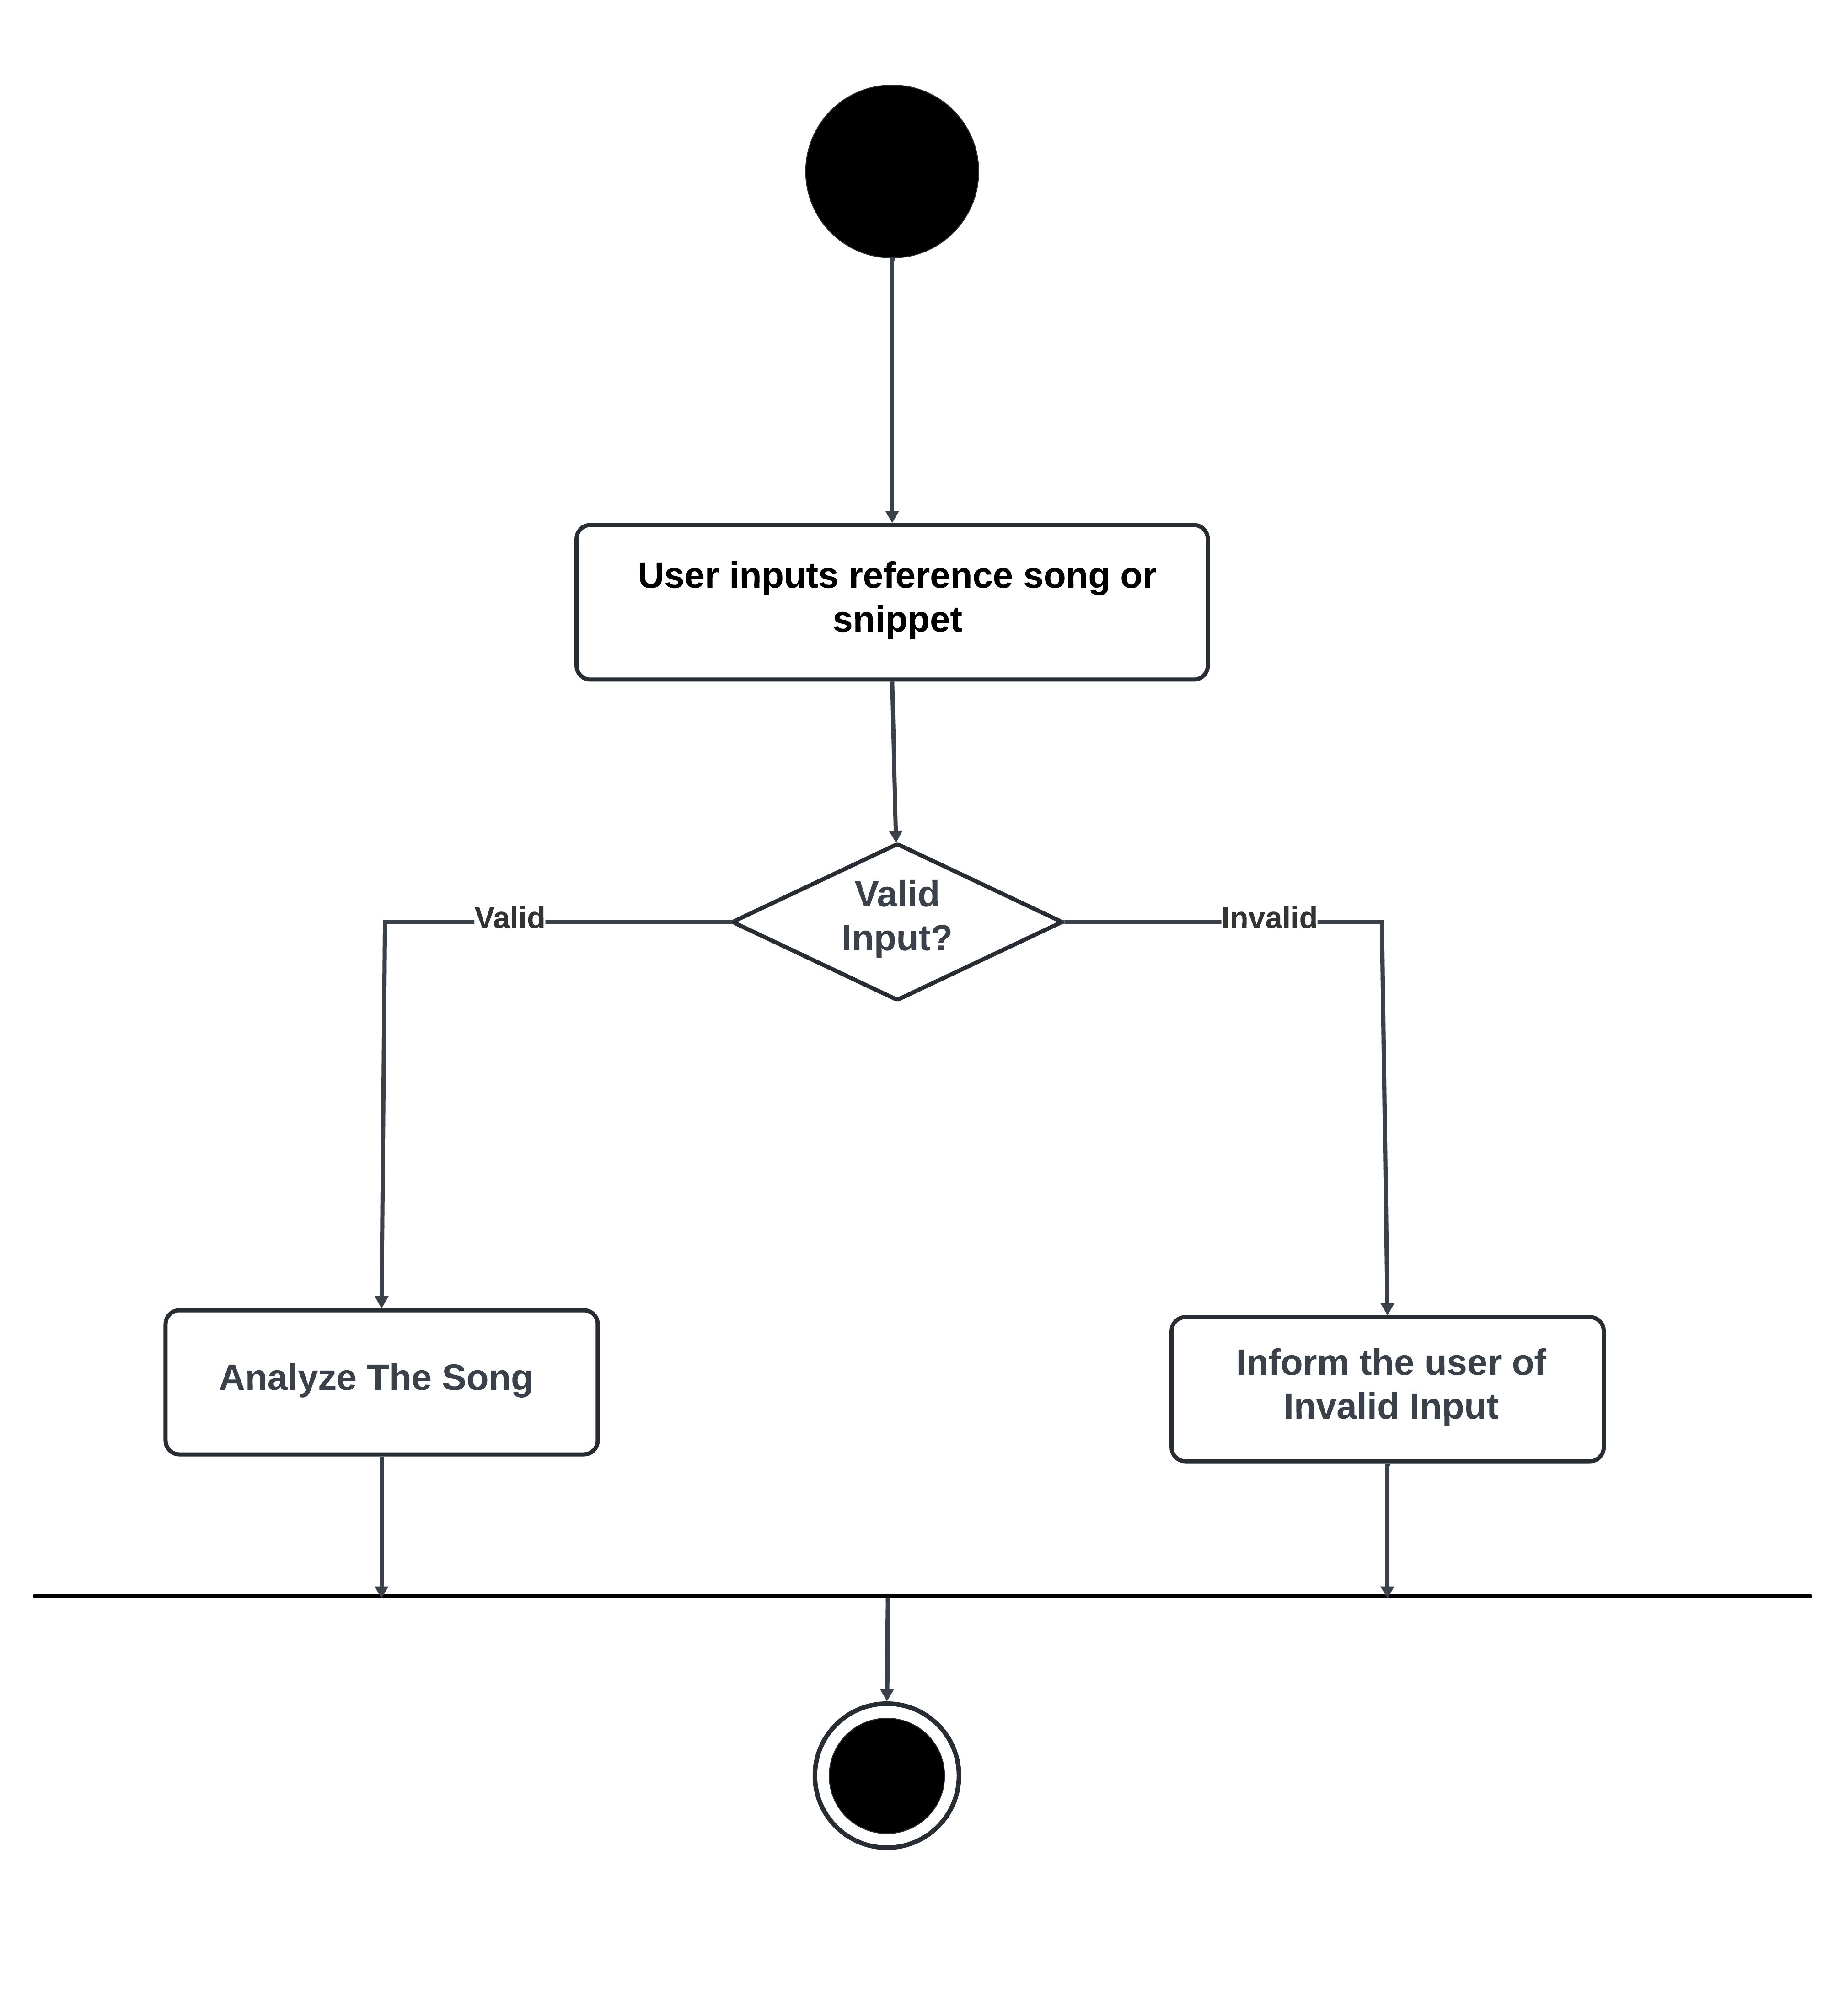 User inputs reference song or
snippet
Valid
Input?
Valid
Invalid
Analyze The Song
Inform the user of
Invalid Input